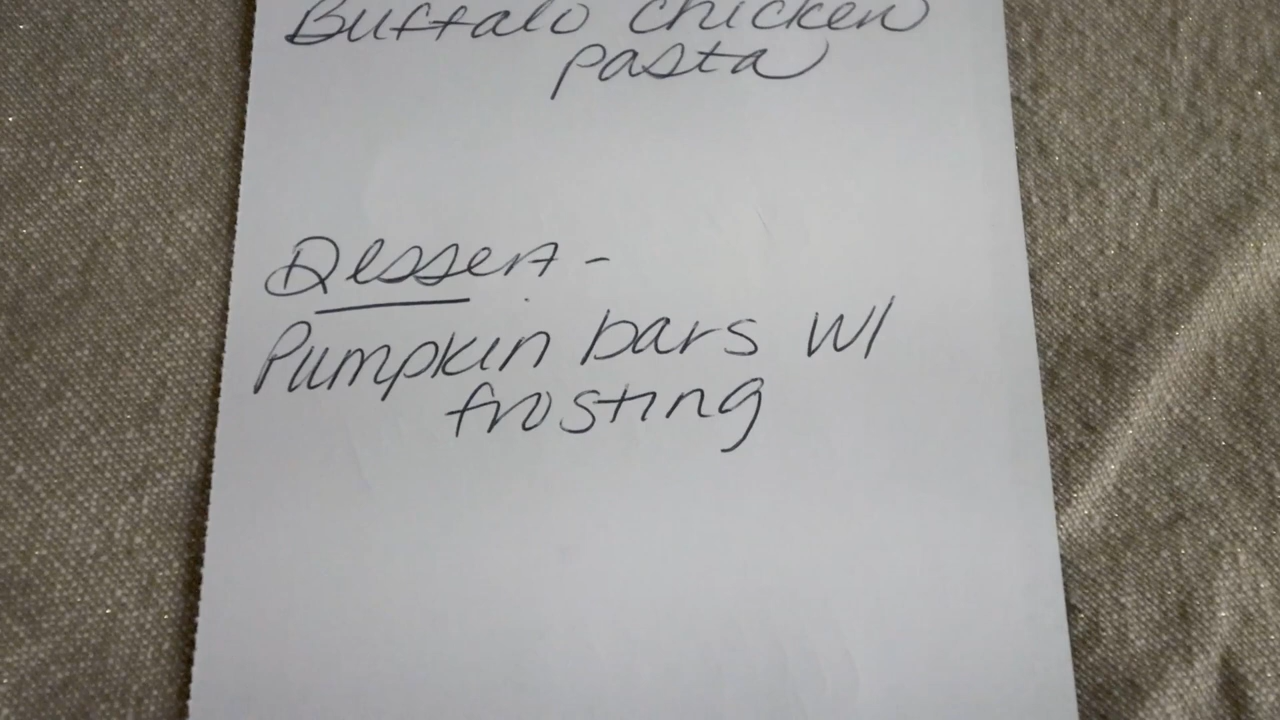 Buffalo Chicken
pasta
Dessert -
Pumpkin bars w/
frosting